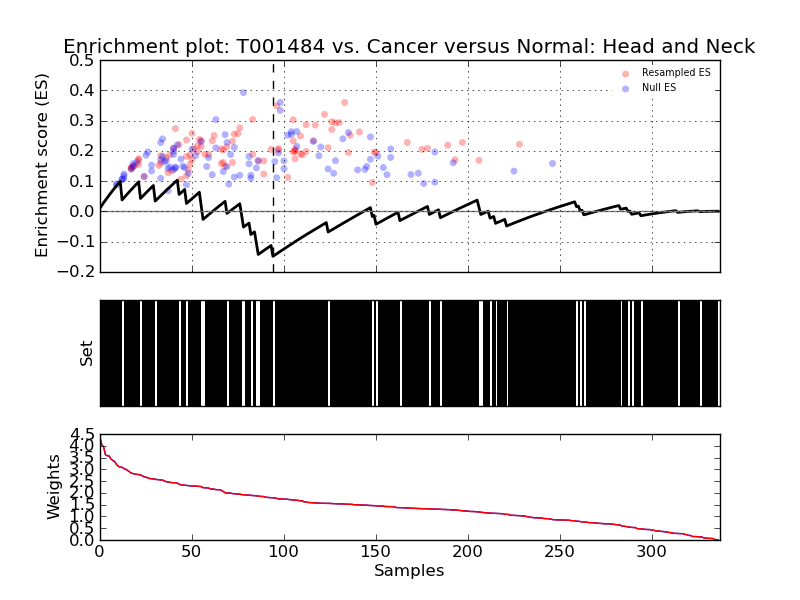 Enrichment plot: T001484 vs. Cancer versus Normal: Head and Neck
Enrichment score (ES)
0.5
0.4
0.3
0.2
0.1
0.0
−0.1
−0.2
Resampled ES
Null ES
Set
Weights
4.5
4.0
3.5
3.0
2.5
2.0
1.5
1.0
0.5
0.0
0 50 100 150 200 250 300
Samples